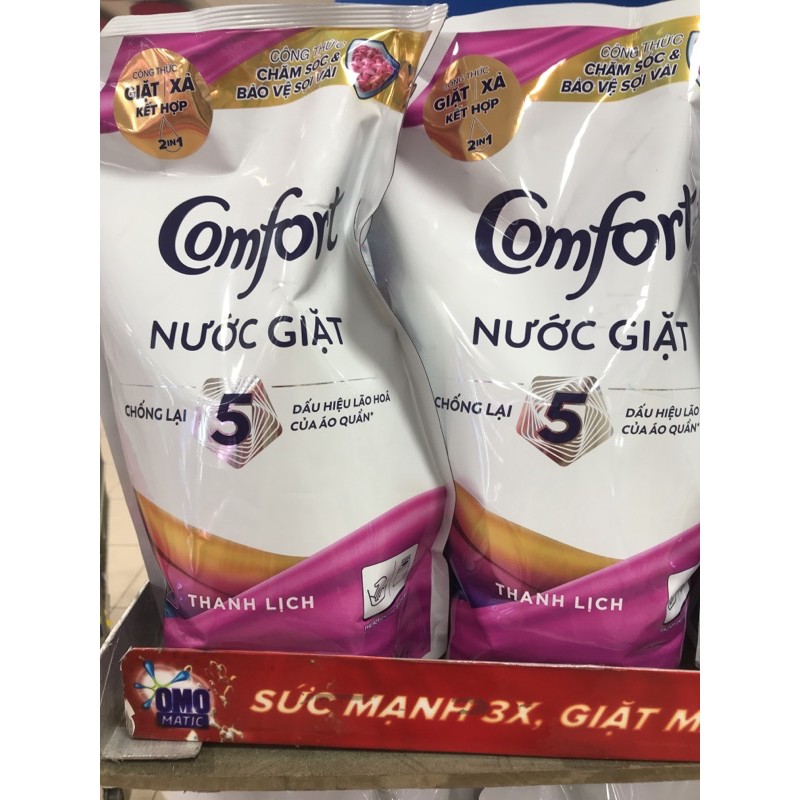 CÔNG THỨC
GIẶT XẢ
KẾT HỢP
2IN1
CÔNG THỨC
CHĂM SÓC &
BẢO VỆ SỢI VẢI
Comfort
NƯỚC GIẶT
CHỐNG LẠI
5
DẤU HIỆU LÃO HOÁ
CỦA ÁO QUẦN*
THANH LỊCH
CÔNG THỨC
GIẶT XẢ
KẾT HỢP
2IN1
CÔNG THỨC
CHĂM SÓC &
BẢO VỆ SỢI VẢI
Comfort
NƯỚC GIẶT
CHỐNG LẠI
5
DẤU HIỆU LÃO
CỦA ÁO QUẦN*
THANH LỊCH
OMO
MATIC
SỨC MẠNH 3X, GIẶT M